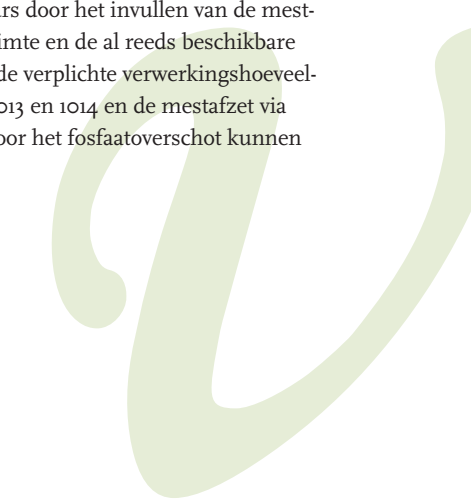 urs door het invullen van de mest-
imte en de al reeds beschikbare
de verplichte verwerkingshoeveel-
013 en 1014 en de mestafzet via
oor het fosfaatoverschot kunnen